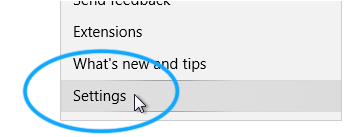 Send feedback
Extensions
What's new and tips
Settings